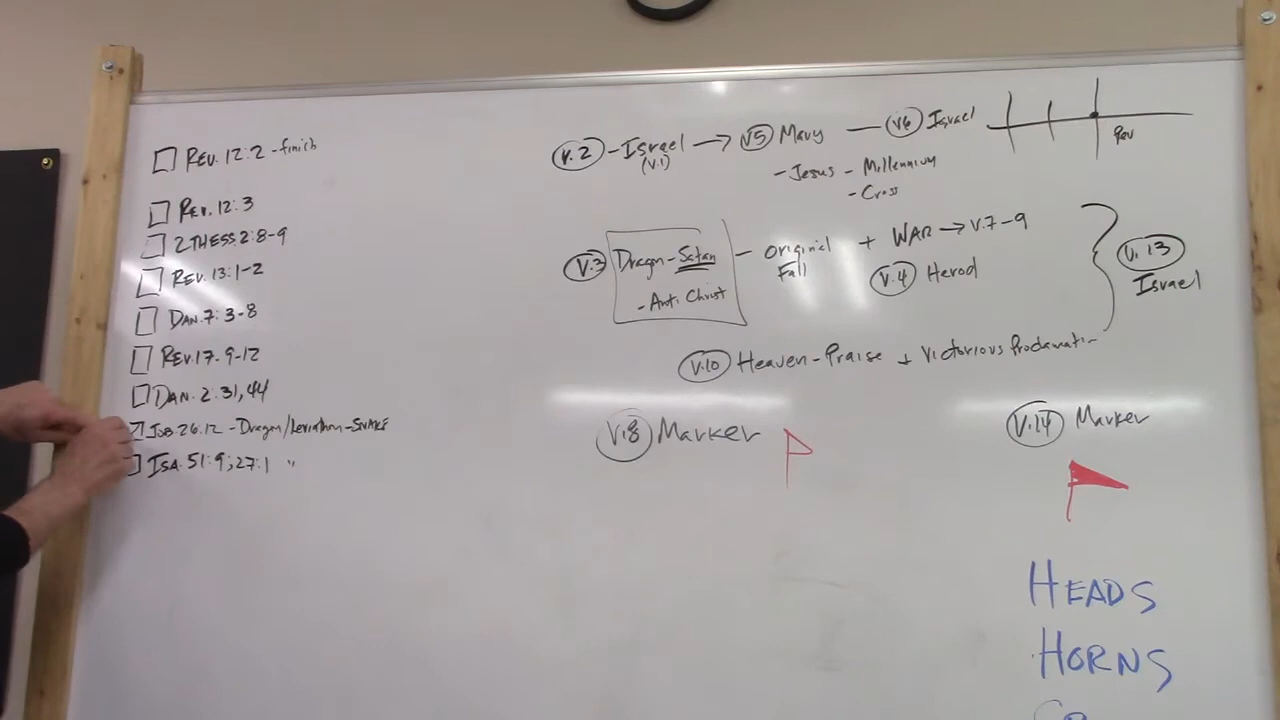 REV. 12:2 -finish
REV. 12:3
2THESS. 2:8-9
REV. 13:1-2
DAN. 7:3-8
REV. 17. 9-12
DAN. 2:31,44
JOB. 26.12 -Dragon/Leviathan-SNAKE
ISA. 51:9;27:1 "
V.2 -Israel → V5 Mary — V6 Israel
(V.1)
-Jesus - Millennium
- Cross
Rev
V.3 Dragon-Satan - original Fall + WAR → V.7-9
- Anti Christ
V.4 Herod
V.13 Israel
V.10 Heaven-Praise + Victorious Proclamation
V.8 Marker
V.14 Marker
HEADS
HORNS